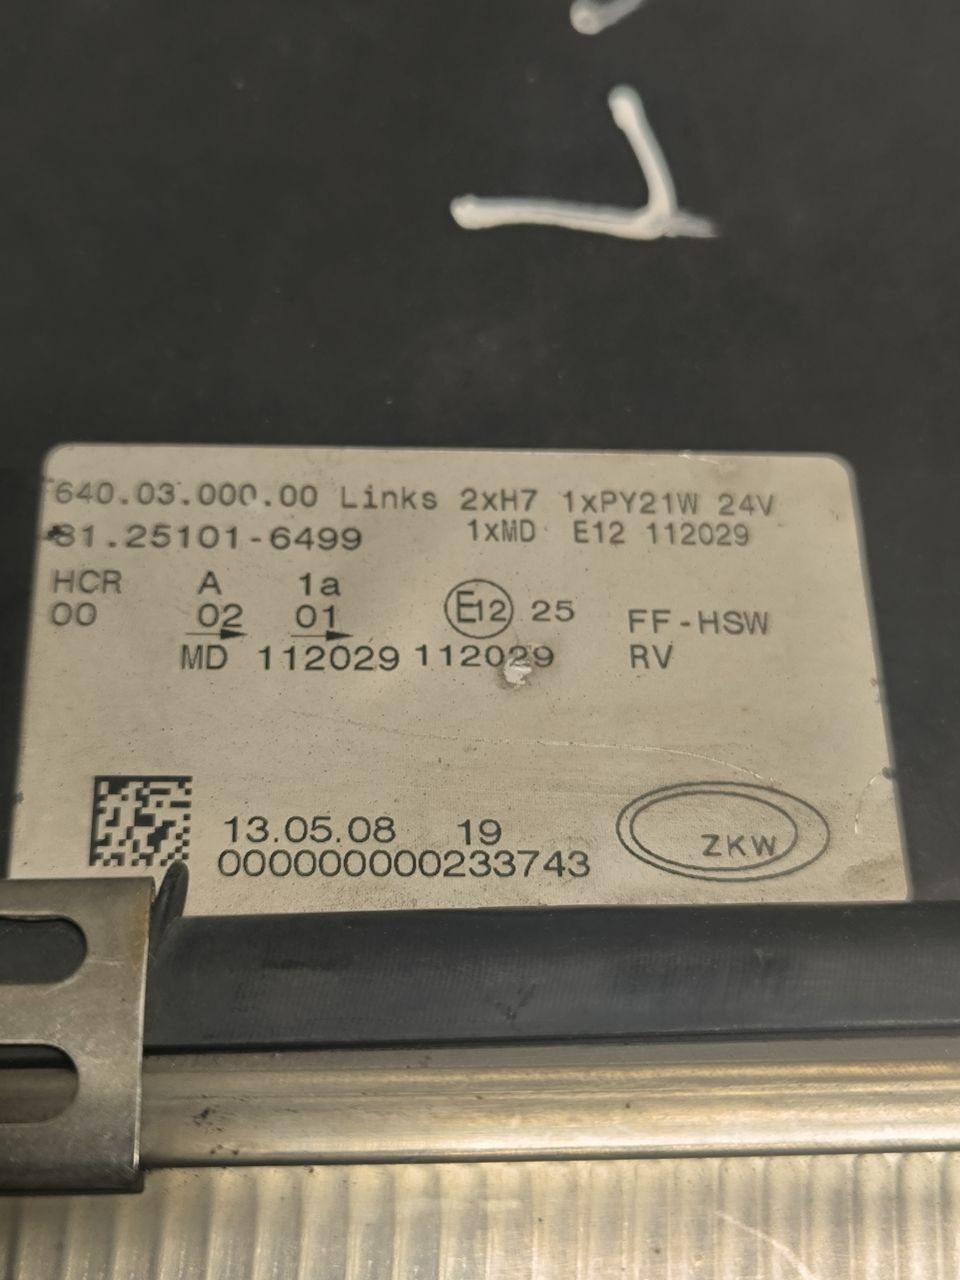 640.03.000.00 Links 2xH7 1xPY21W 24V
81.25101-6499 1xMD E12 112029
HCR A 1a E12 25 FF-HSW
00 02 01
MD 112029 112029 RV
13.05.08 19
000000000233743
ZKW